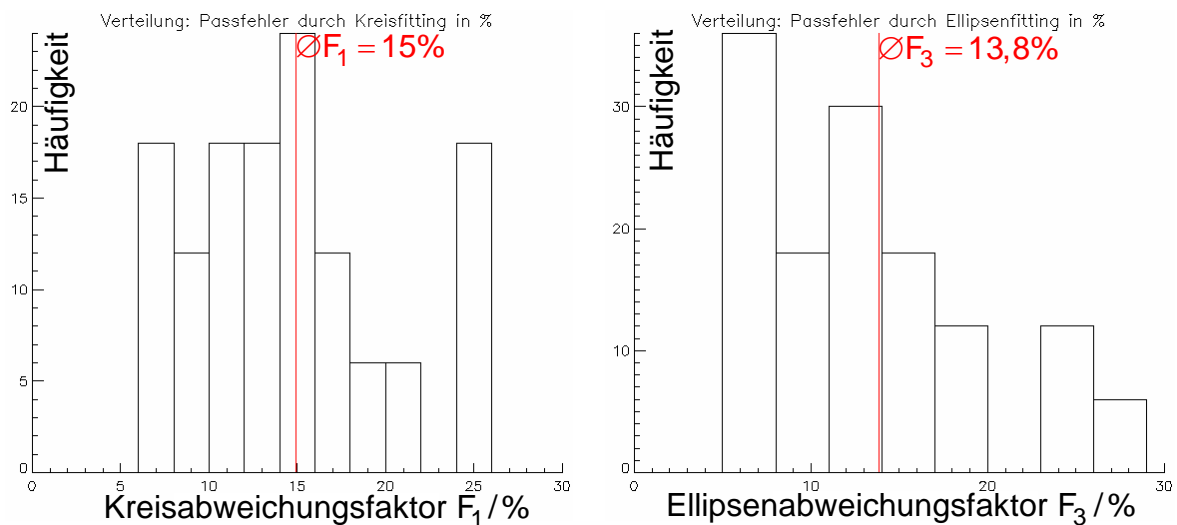 Verteilung: Passfehler durch Kreisfitting in %
∅F₁ = 15%
Häufigkeit
20
15
10
5
0
0 5 10 15 20 25 30
Kreisabweichungsfaktor F₁/%
Verteilung: Passfehler durch Ellipsenfitting in %
∅F₃ = 13,8%
Häufigkeit
30
20
10
0
0 10 20 30
Ellipsenabweichungsfaktor F₃/%